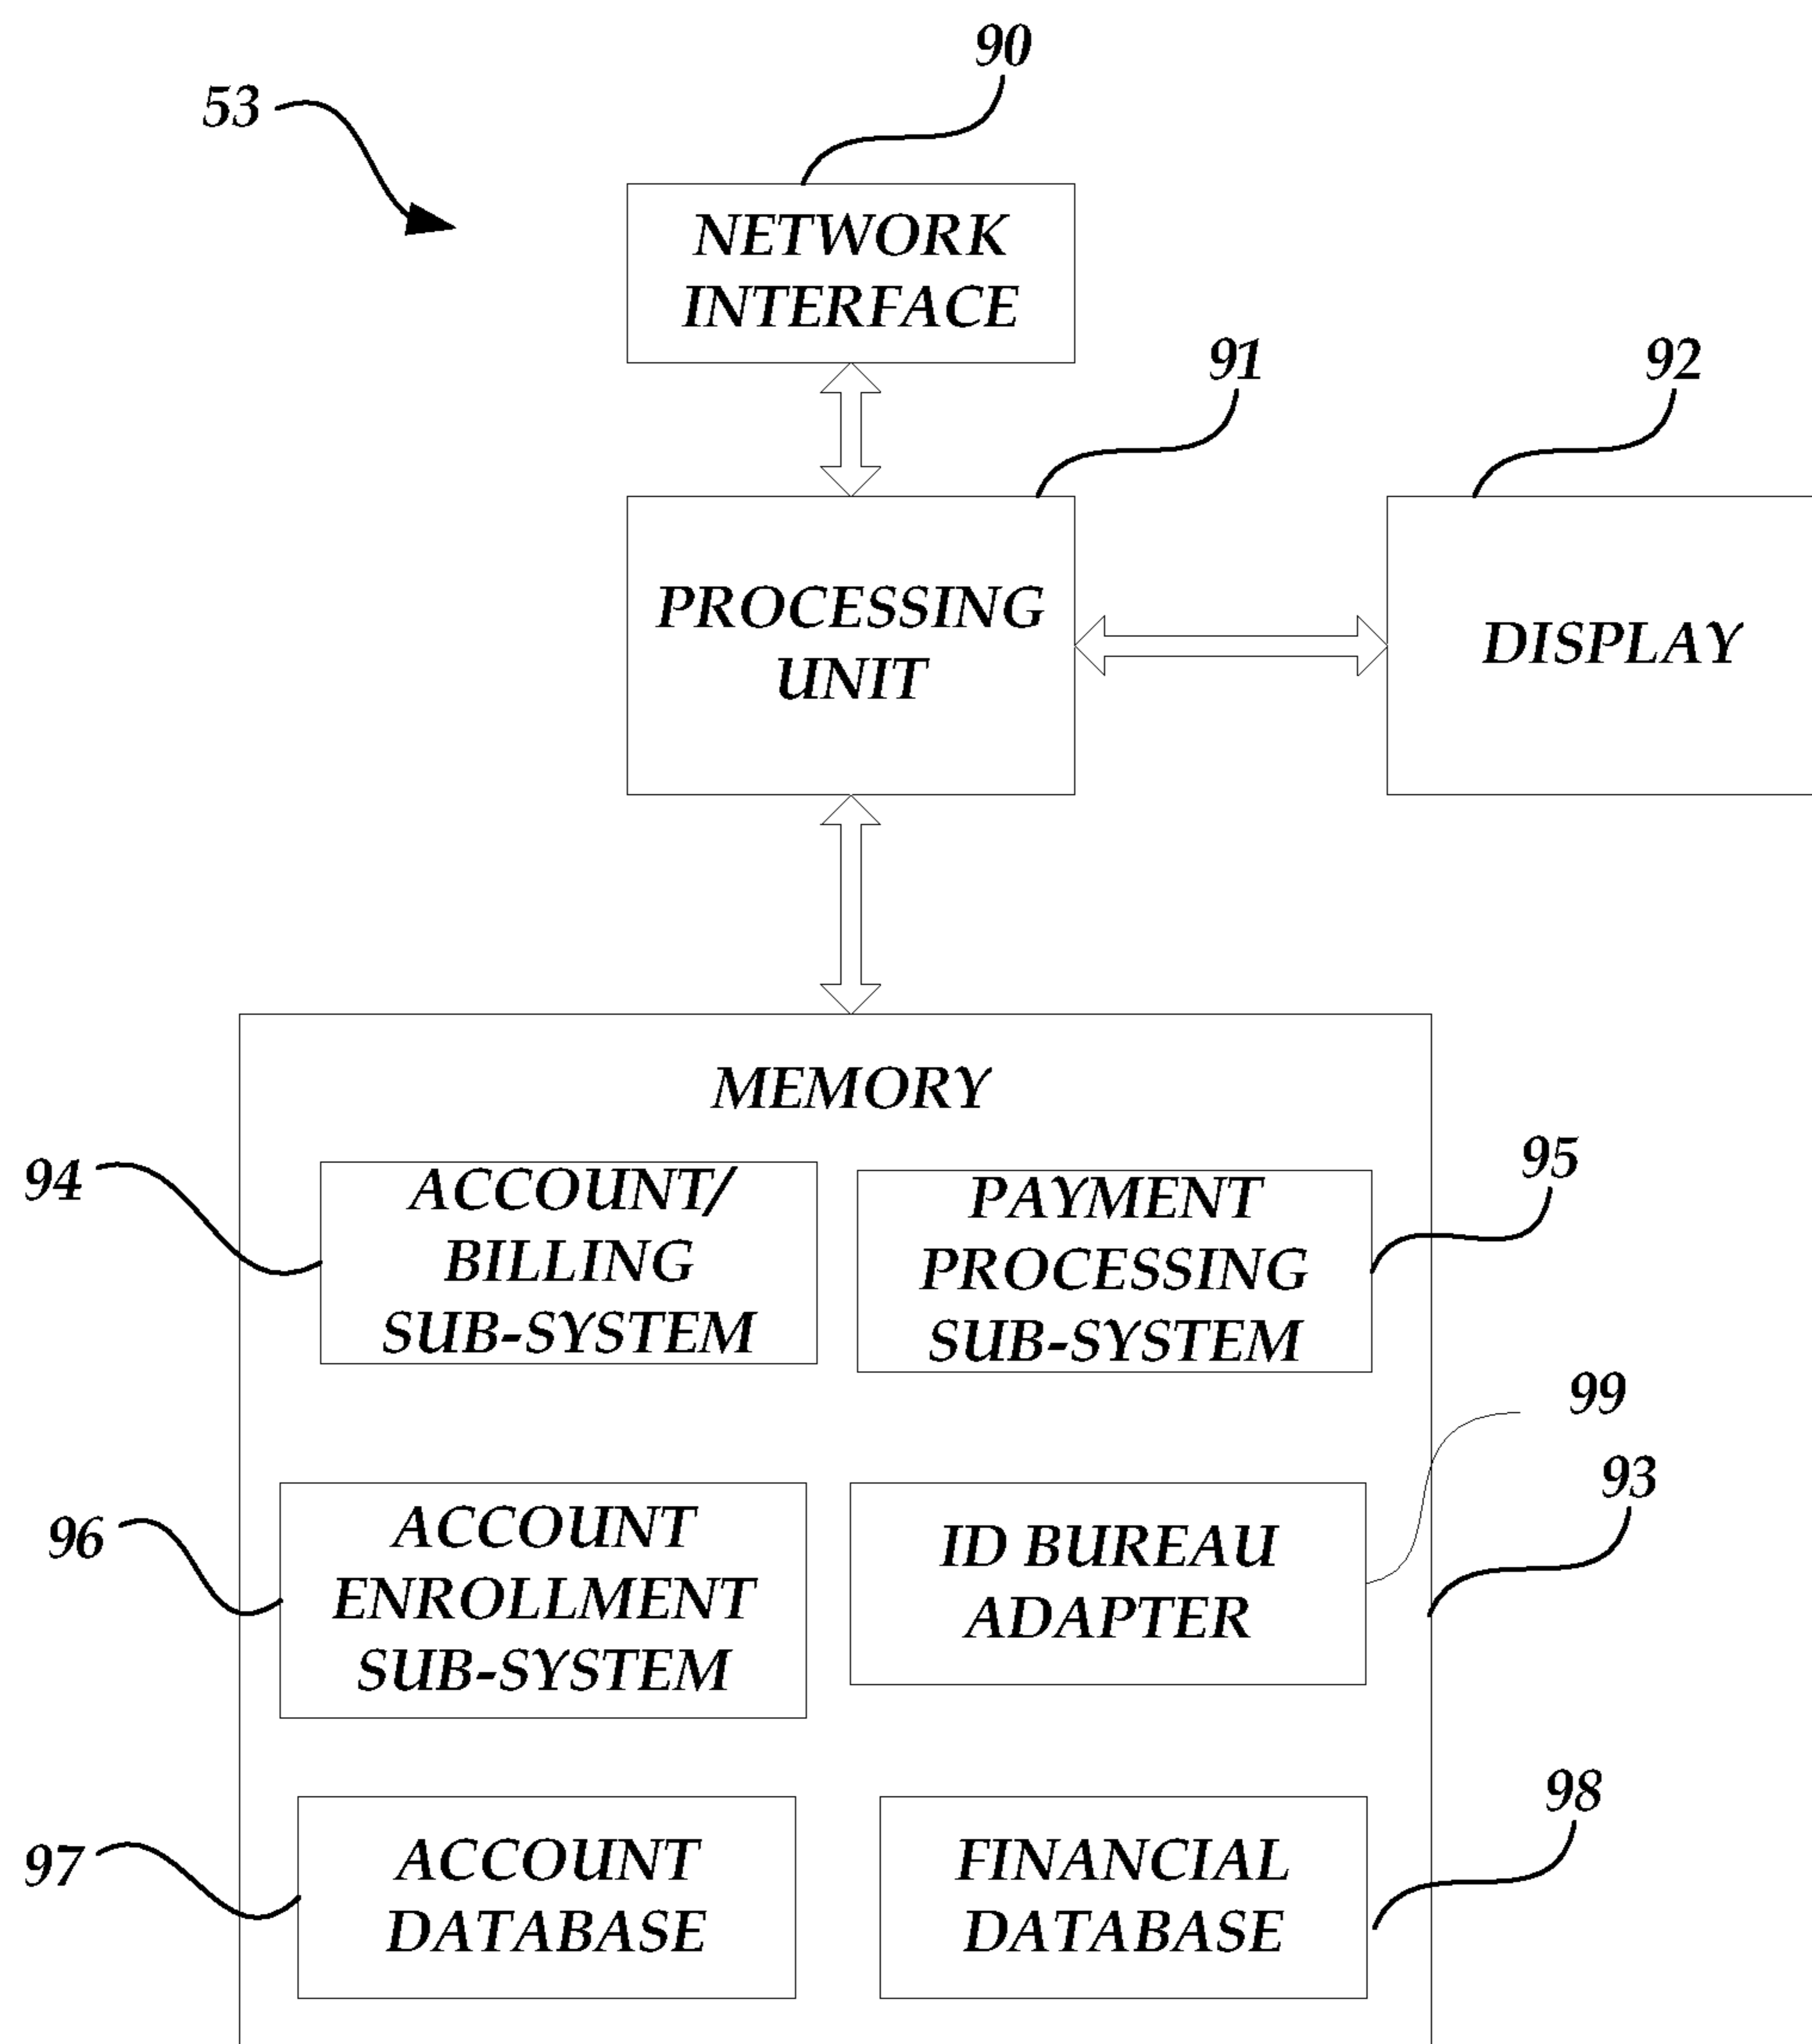 90
53
NETWORK
INTERFACE
91
92
PROCESSING
UNIT
DISPLAY
MEMORY
94
ACCOUNT/
BILLING
SUB-SYSTEM
95
PAYMENT
PROCESSING
SUB-SYSTEM
99
93
96
ACCOUNT
ENROLLMENT
SUB-SYSTEM
ID BUREAU
ADAPTER
98
97
ACCOUNT
DATABASE
FINANCIAL
DATABASE